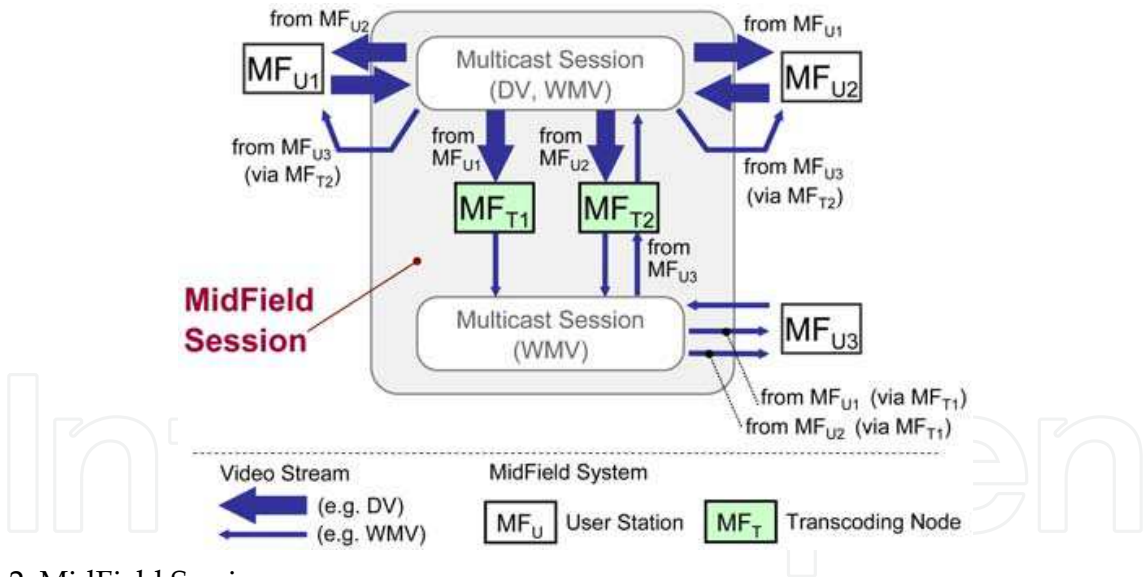 from MFU2
from MFU1
MFU1
Multicast Session
(DV, WMV)
MFU2
from MFU3
(via MFT2)
from
MFU1
from
MFU2
from MFU3
(via MFT2)
MFT1
MFT2
from
MFU3
MidField
Session
Multicast Session
(WMV)
MFU3
from MFU1 (via MFT1)
from MFU2 (via MFT1)
Video Stream
MidField System
(e.g. DV)
(e.g. WMV)
MFU
User Station
MFT
Transcoding Node
2. MidField